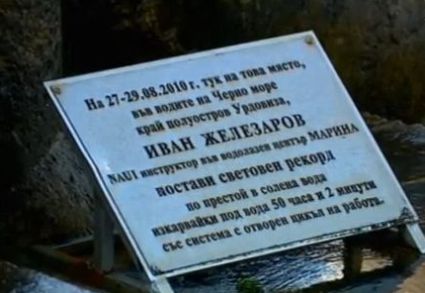 На 27-29.08.2010 г. тук на това място,
във водите на Черно море
край полуостров Урдовиза,
ИВАН ЖЕЛЕЗАРОВ
NAUI инструктор във водолазен център МАРИНА
постави световен рекорд
по престой в солена вода
изкарвайки под вода 50 часа и 2 минути
със система с отворен цикъл на работа.